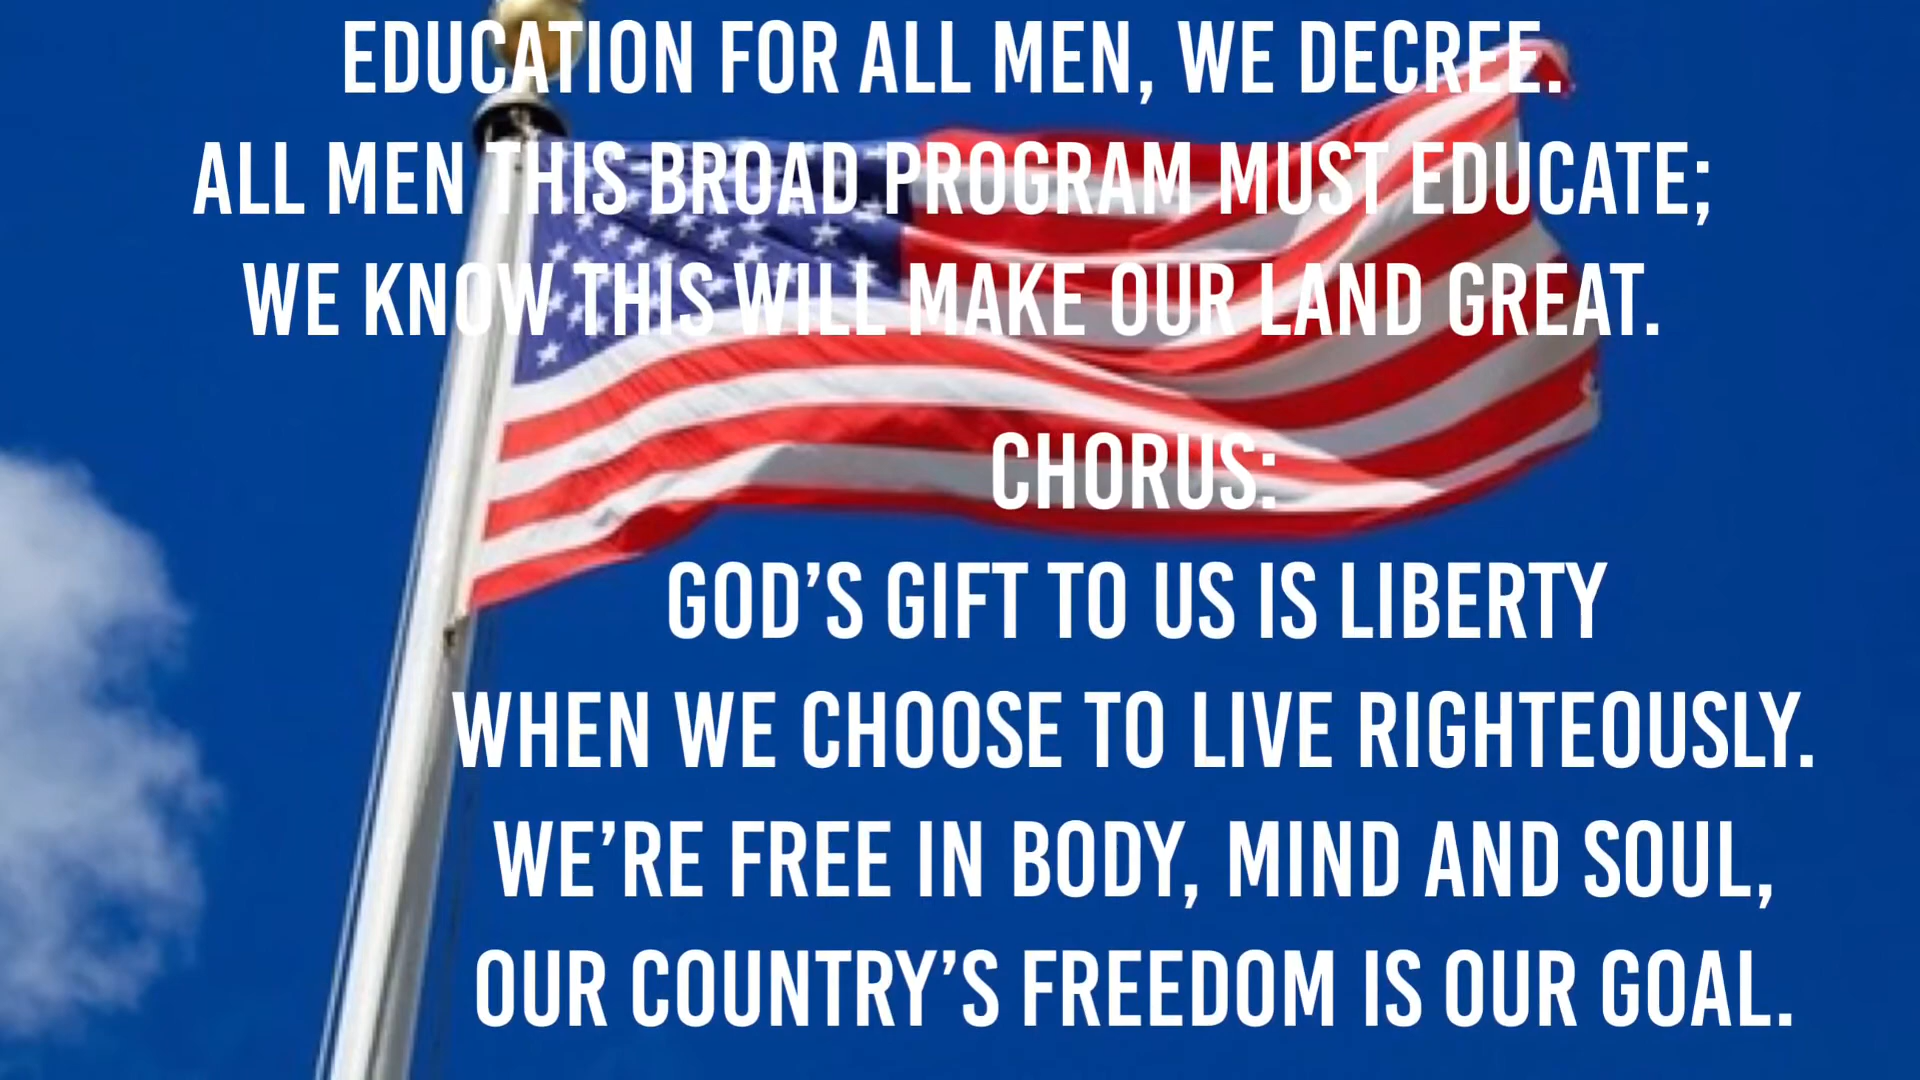 EDUCATION FOR ALL MEN, WE DECREE.
ALL MEN THIS BROAD PROGRAM MUST EDUCATE;
WE KNOW THIS WILL MAKE OUR LAND GREAT.
CHORUS:
GOD'S GIFT TO US IS LIBERTY
WHEN WE CHOOSE TO LIVE RIGHTEOUSLY.
WE'RE FREE IN BODY, MIND AND SOUL,
OUR COUNTRY'S FREEDOM IS OUR GOAL.